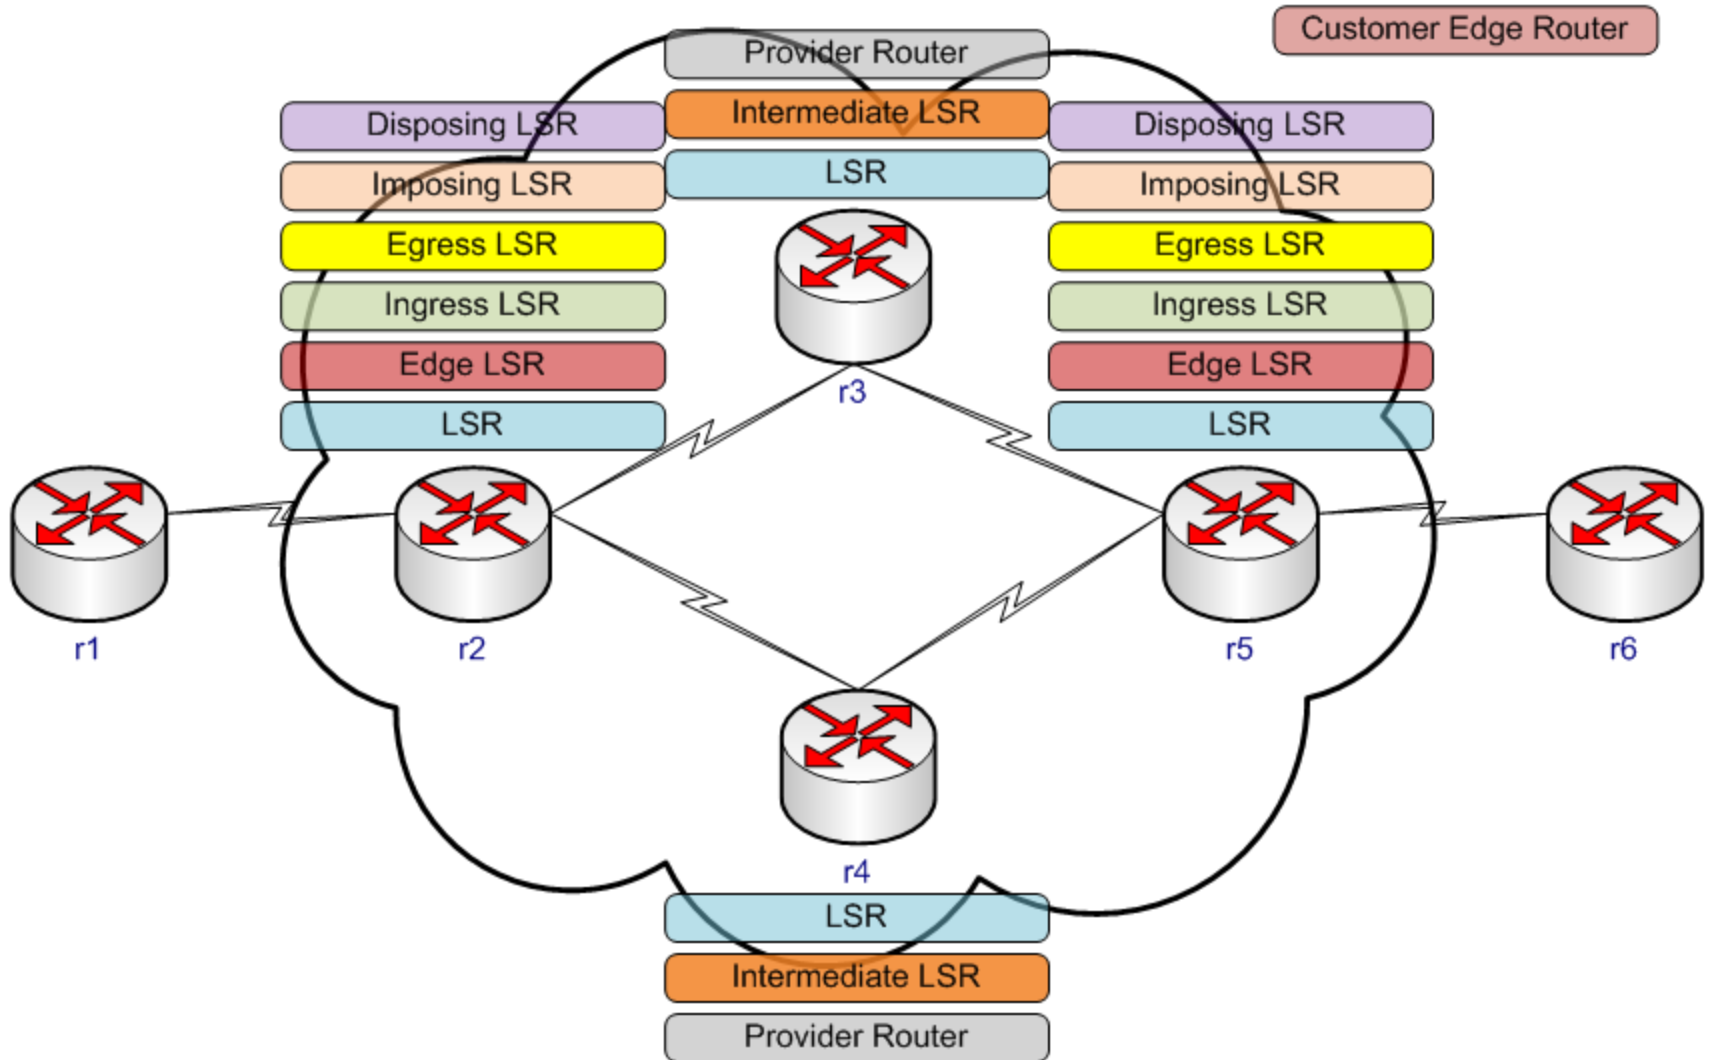 Customer Edge Router
Provider Router
Intermediate LSR
LSR
Disposing LSR
Imposing LSR
Egress LSR
Ingress LSR
Edge LSR
LSR
Disposing LSR
Imposing LSR
Egress LSR
Ingress LSR
Edge LSR
LSR
r3
r1
r2
r5
r6
r4
LSR
Intermediate LSR
Provider Router